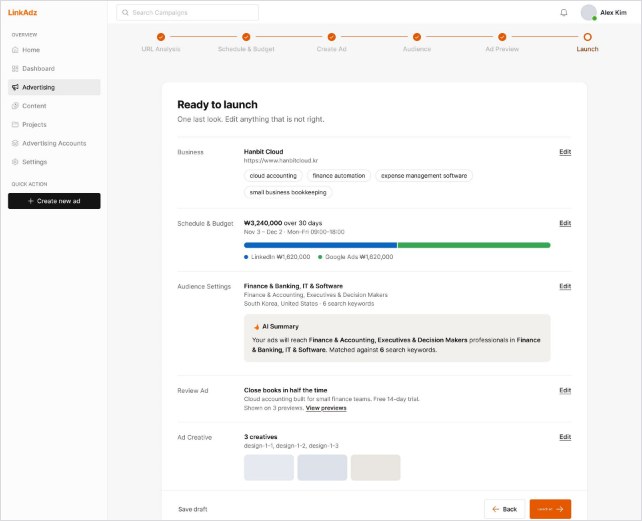 LinkAdz
Search Campaigns
Alex Kim
OVERVIEW
Home
Dashboard
Advertising
Content
Projects
Advertising Accounts
Settings
QUICK ACTION
+ Create new ad
URL Analysis
Schedule & Budget
Create Ad
Audience
Ad Preview
Launch
Ready to launch
One last look. Edit anything that is not right.
Business
Hanbit Cloud
Edit
https://www.hanbitcloud.kr
cloud accounting
finance automation
expense management software
small business bookkeeping
Schedule & Budget
₩3,240,000 over 30 days
Edit
Nov 3 – Dec 2 · Mon-Fri 09:00-18:00
LinkedIn ₩1,620,000
Google Ads ₩1,620,000
Audience Settings
Finance & Banking, IT & Software
Edit
Finance & Accounting, Executives & Decision Makers
South Korea, United States · 6 search keywords
AI Summary
Your ads will reach Finance & Accounting, Executives & Decision Makers professionals in Finance
& Banking, IT & Software. Matched against 6 search keywords.
Review Ad
Close books in half the time
Edit
Cloud accounting built for small finance teams. Free 14-day trial.
Shown on 3 previews. View previews
Ad Creative
3 creatives
Edit
design-1-1, design-1-2, design-1-3
Save draft
Back